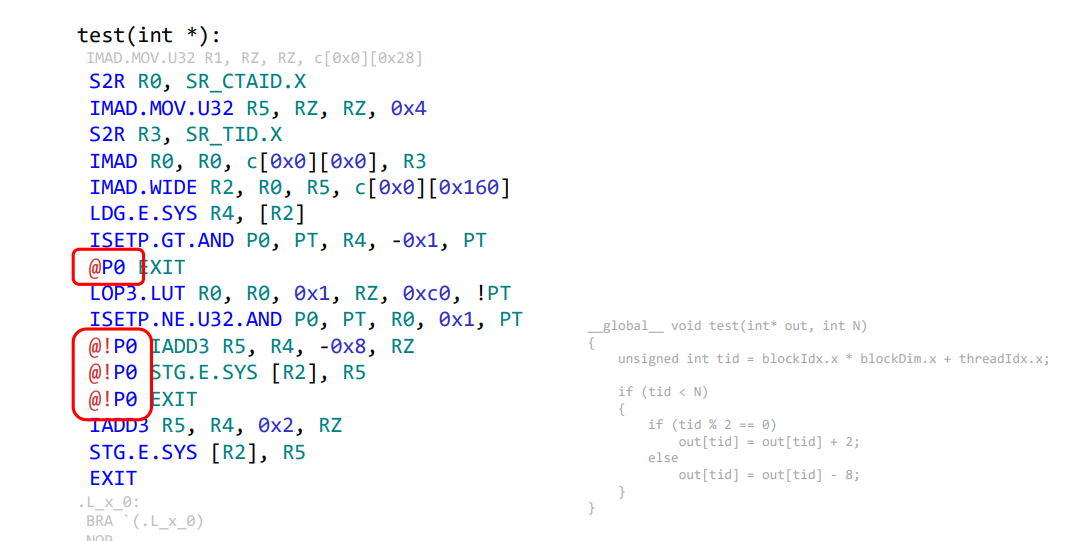 test(int *):
IMAD.MOV.U32 R1, RZ, RZ, c[0x0][0x28]
S2R R0, SR_CTAID.X
IMAD.MOV.U32 R5, RZ, RZ, 0x4
S2R R3, SR_TID.X
IMAD R0, R0, c[0x0][0x0], R3
IMAD.WIDE R2, R0, R5, c[0x0][0x160]
LDG.E.SYS R4, [R2]
ISETP.GT.AND P0, PT, R4, -0x1, PT
@P0 EXIT
LOP3.LUT R0, R0, 0x1, RZ, 0xc0, !PT
ISETP.NE.U32.AND P0, PT, R0, 0x1, PT
@!P0 IADD3 R5, R4, -0x8, RZ
@!P0 STG.E.SYS [R2], R5
@!P0 EXIT
IADD3 R5, R4, 0x2, RZ
STG.E.SYS [R2], R5
EXIT
.L_x_0:
BRA `(.L_x_0)
NOP
__global__ void test(int* out, int N)
{
unsigned int tid = blockIdx.x * blockDim.x + threadIdx.x;
if (tid < N)
{
if (tid % 2 == 0)
out[tid] = out[tid] + 2;
else
out[tid] = out[tid] - 8;
}
}